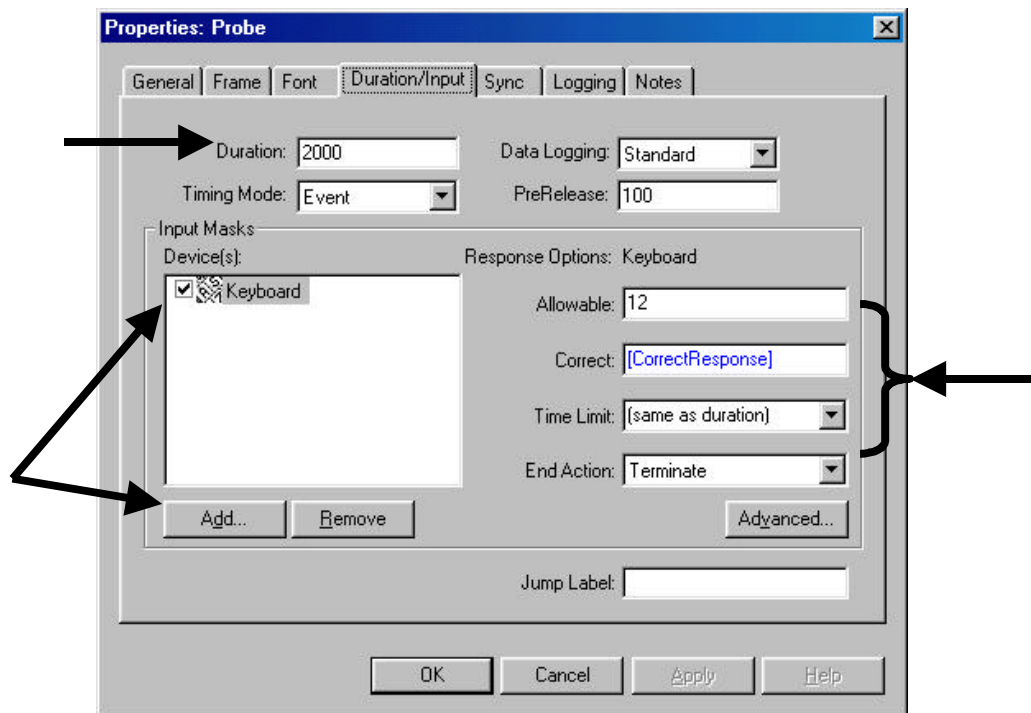 Properties: Probe
General Frame Font Duration/Input Sync Logging Notes
Duration: 2000 Data Logging: Standard
Timing Mode: Event PreRelease: 100
Input Masks
Device(s): Response Options: Keyboard
Keyboard
Allowable: 12
Correct: [CorrectResponse]
Time Limit: (same as duration)
End Action: Terminate
Add... Remove Advanced...
Jump Label:
OK Cancel Apply Help